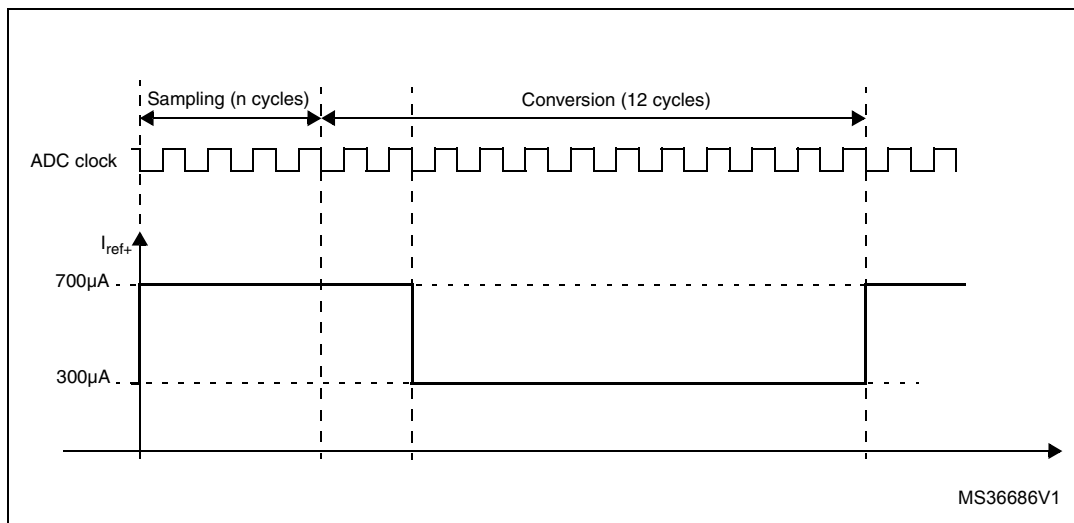 Sampling (n cycles)
Conversion (12 cycles)
ADC clock
Iref+
700µA
300µA
MS36686V1